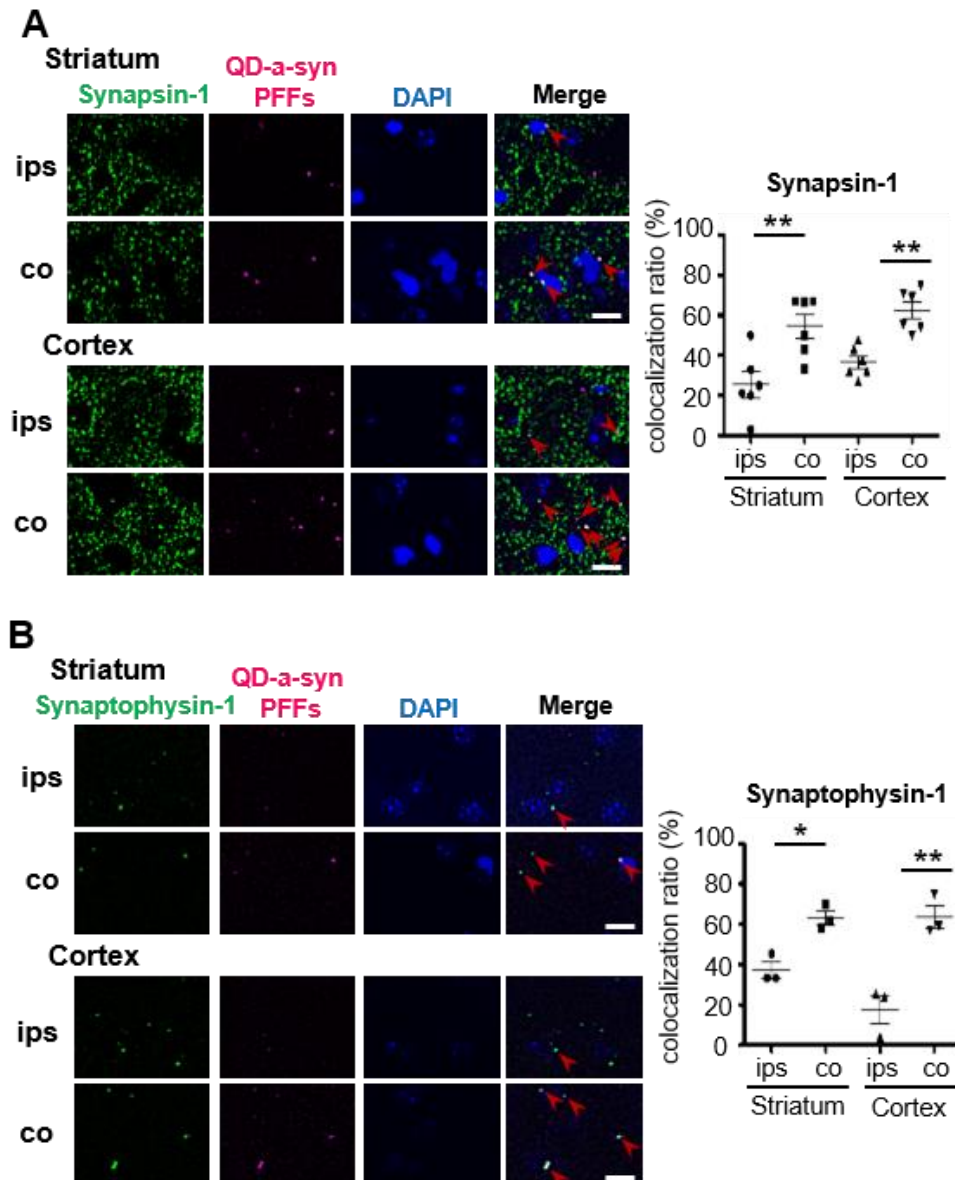 A
Striatum
Synapsin-1
QD-a-syn
PFFs
DAPI
Merge
ips
co
Cortex
ips
co
Synapsin-1
colocalization ratio (%)
100
80
60
40
20
0
**
**
ips co ips co
Striatum Cortex
B
Striatum
Synaptophysin-1
QD-a-syn
PFFs
DAPI
Merge
ips
co
Cortex
ips
co
Synaptophysin-1
colocalization ratio (%)
100
80
60
40
20
0
*
**
ips co ips co
Striatum Cortex